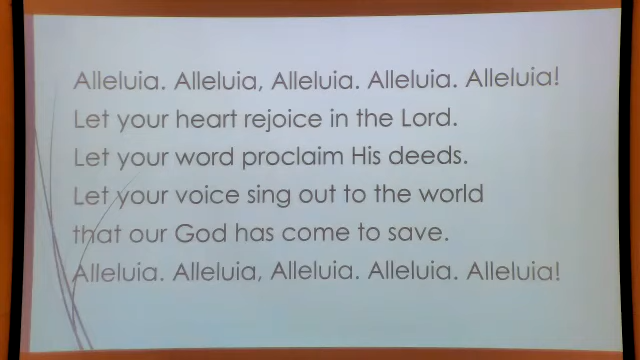 Alleluia. Alleluia, Alleluia. Alleluia. Alleluia!
Let your heart rejoice in the Lord.
Let your word proclaim His deeds.
Let your voice sing out to the world
that our God has come to save.
Alleluia. Alleluia, Alleluia. Alleluia. Alleluia!